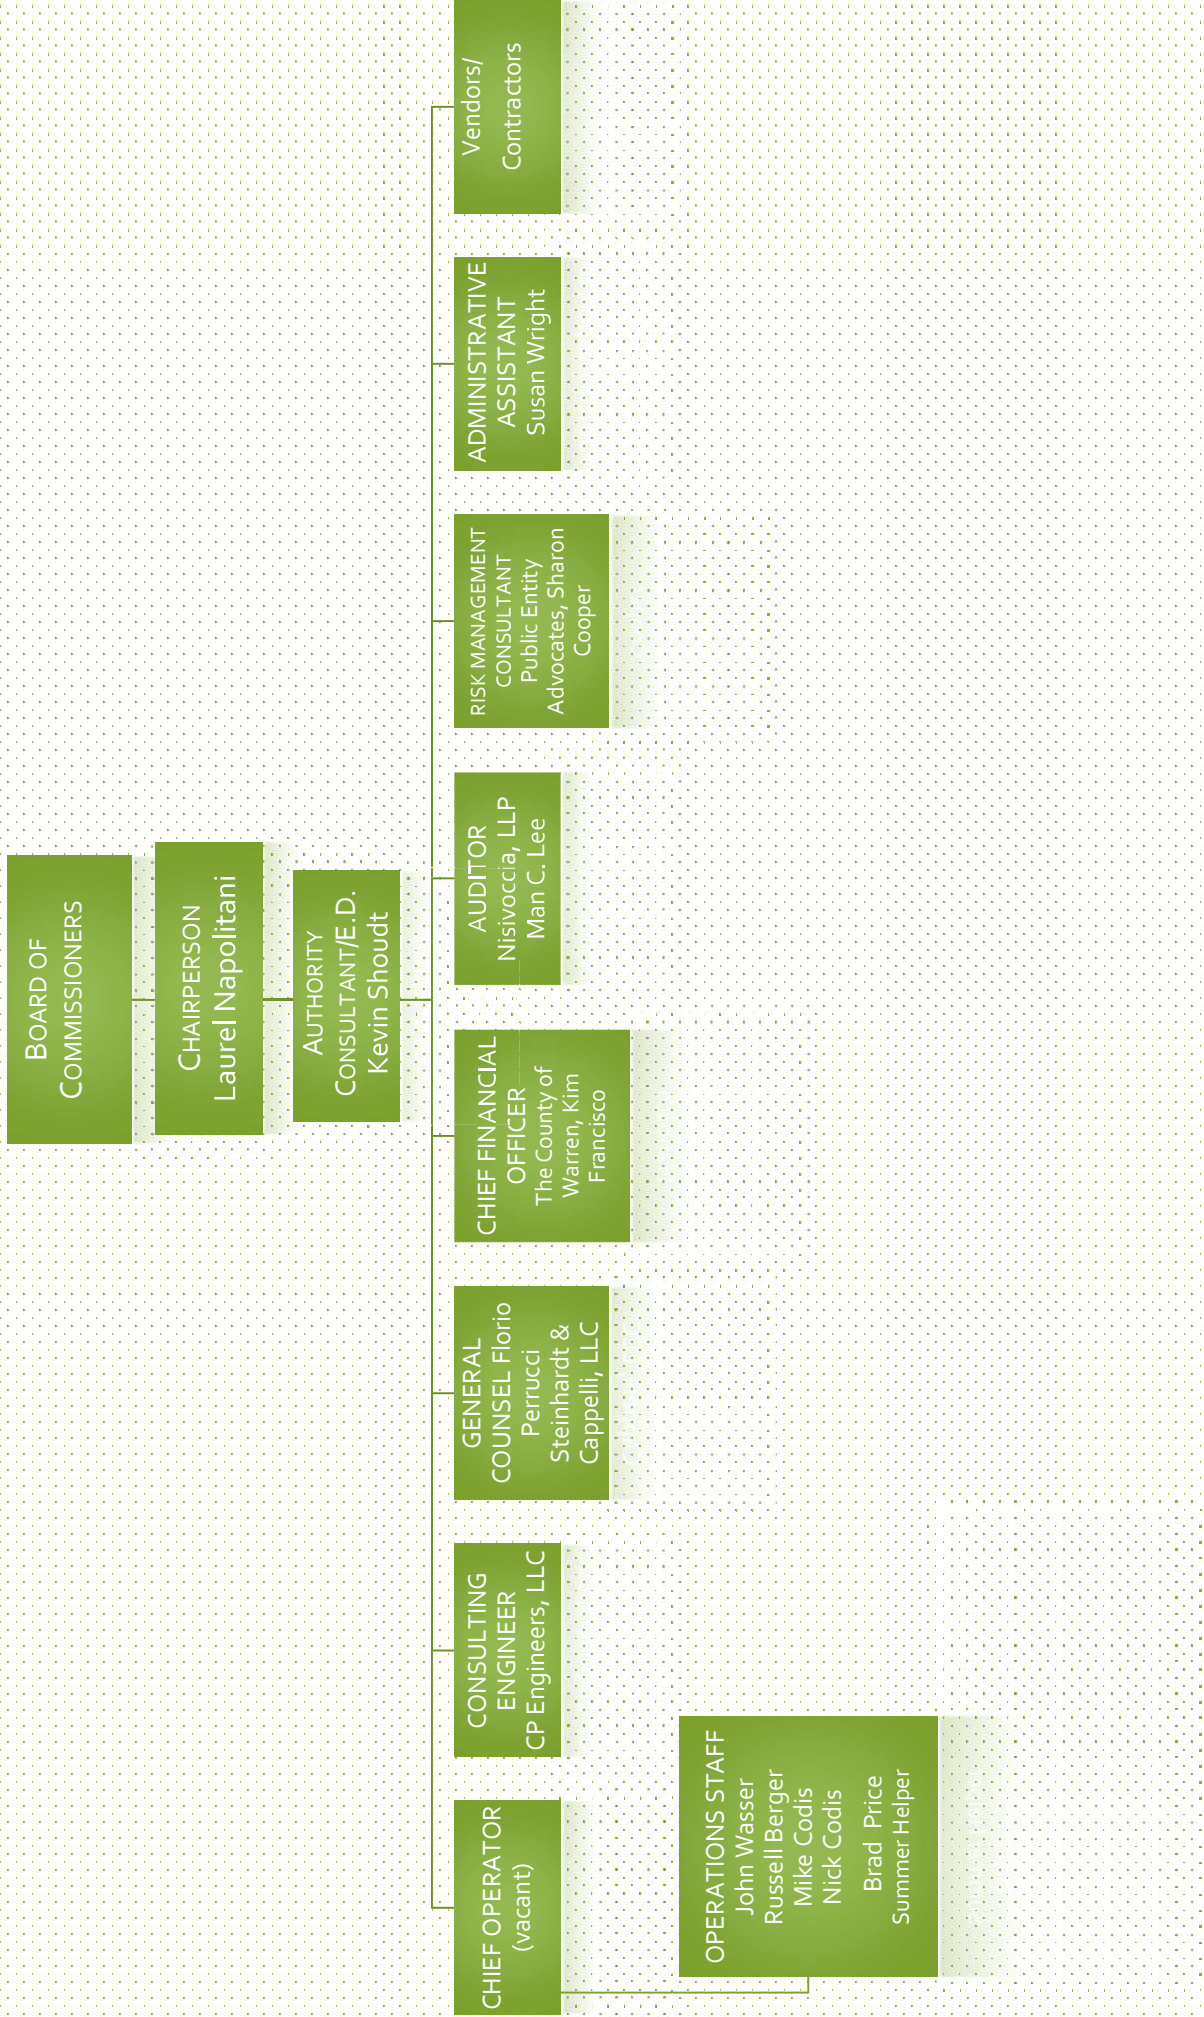 BOARD OF
COMMISSIONERS
CHAIRPERSON
Laurel Napolitani
AUTHORITY
CONSULTANT/E.D.
Kevin Shoudt
CHIEF OPERATOR
(vacant)
CONSULTING
ENGINEER
CP Engineers, LLC
GENERAL
COUNSEL Florio
Perrucci
Steinhardt &
Cappelli, LLC
CHIEF FINANCIAL
OFFICER
The County of
Warren, Kim
Francisco
AUDITOR
Nisivoccia, LLP
Man C. Lee
RISK MANAGEMENT
CONSULTANT
Public Entity
Advocates, Sharon
Cooper
ADMINISTRATIVE
ASSISTANT
Susan Wright
Vendors/
Contractors
OPERATIONS STAFF
John Wasser
Russell Berger
Mike Codis
Nick Codis
Brad Price
Summer Helper